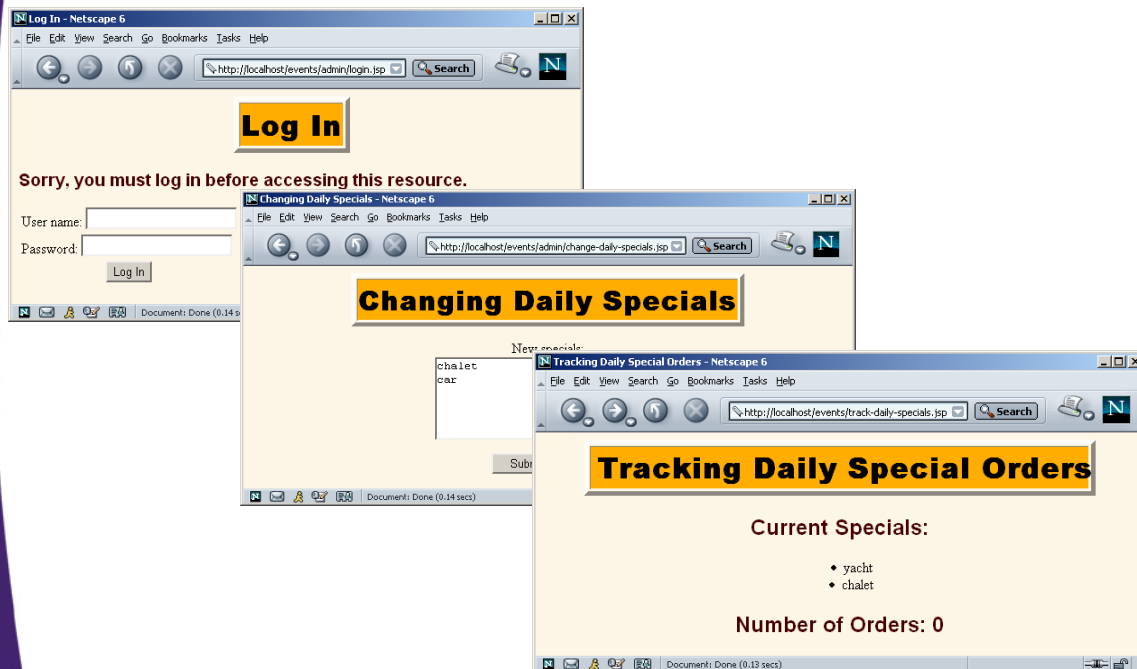 Log In - Netscape 6
File Edit View Search Go Bookmarks Tasks Help
http://localhost/events/admin/login.jsp Search N
Log In
Sorry, you must log in before accessing this resource.
User name:
Password:
Log In
Document: Done (0.14 s
Changing Daily Specials - Netscape 6
File Edit View Search Go Bookmarks Tasks Help
http://localhost/events/admin/change-daily-specials.jsp Search N
Changing Daily Specials
New specials:
chalet
car
Subm
Document: Done (0.14 secs)
Tracking Daily Special Orders - Netscape 6
File Edit View Search Go Bookmarks Tasks Help
http://localhost/events/track-daily-specials.jsp Search N
Tracking Daily Special Orders
Current Specials:
yacht
chalet
Number of Orders: 0
Document: Done (0.13 secs)